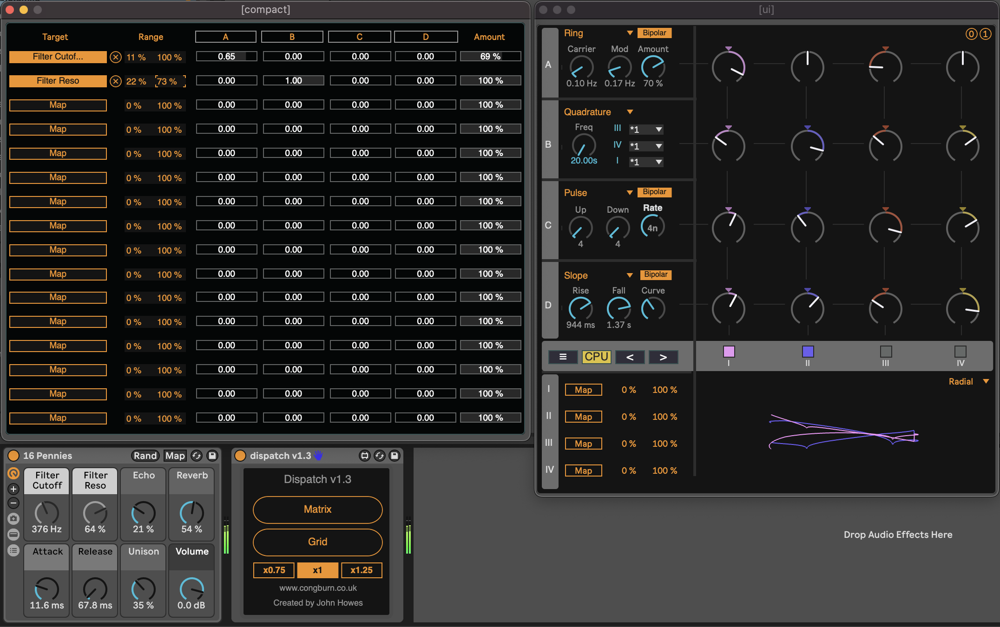 [compact]
Target Range A B C D Amount
Filter Cutof... 11 % 100 % 0.65 0.00 0.00 0.00 69 %
Filter Reso 22 % 73 % 0.00 1.00 0.00 0.00 100 %
Map 0 % 100 % 0.00 0.00 0.00 0.00 100 %
Map 0 % 100 % 0.00 0.00 0.00 0.00 100 %
Map 0 % 100 % 0.00 0.00 0.00 0.00 100 %
Map 0 % 100 % 0.00 0.00 0.00 0.00 100 %
Map 0 % 100 % 0.00 0.00 0.00 0.00 100 %
Map 0 % 100 % 0.00 0.00 0.00 0.00 100 %
Map 0 % 100 % 0.00 0.00 0.00 0.00 100 %
Map 0 % 100 % 0.00 0.00 0.00 0.00 100 %
Map 0 % 100 % 0.00 0.00 0.00 0.00 100 %
Map 0 % 100 % 0.00 0.00 0.00 0.00 100 %
Map 0 % 100 % 0.00 0.00 0.00 0.00 100 %
Map 0 % 100 % 0.00 0.00 0.00 0.00 100 %
Map 0 % 100 % 0.00 0.00 0.00 0.00 100 %
Map 0 % 100 % 0.00 0.00 0.00 0.00 100 %
[ui]
Ring Bipolar 0 1
Carrier Mod Amount
A
0.10 Hz 0.17 Hz 70 %
Quadrature
Freq III *1
B IV *1
20.00s I *1
Pulse Bipolar
Up Down Rate
C 4n
4 4
Slope Bipolar
Rise Fall Curve
D
944 ms 1.37 s
CPU < >
I II III IV
Radial
I Map 0 % 100 %
II Map 0 % 100 %
III Map 0 % 100 %
IV Map 0 % 100 %
16 Pennies Rand Map
Filter Cutoff Filter Reso Echo Reverb
376 Hz 64 % 21 % 54 %
Attack Release Unison Volume
11.6 ms 67.8 ms 35 % 0.0 dB
dispatch v1.3
Dispatch v1.3
Matrix
Grid
x0.75 x1 x1.25
www.congburn.co.uk
Created by John Howes
Drop Audio Effects Here